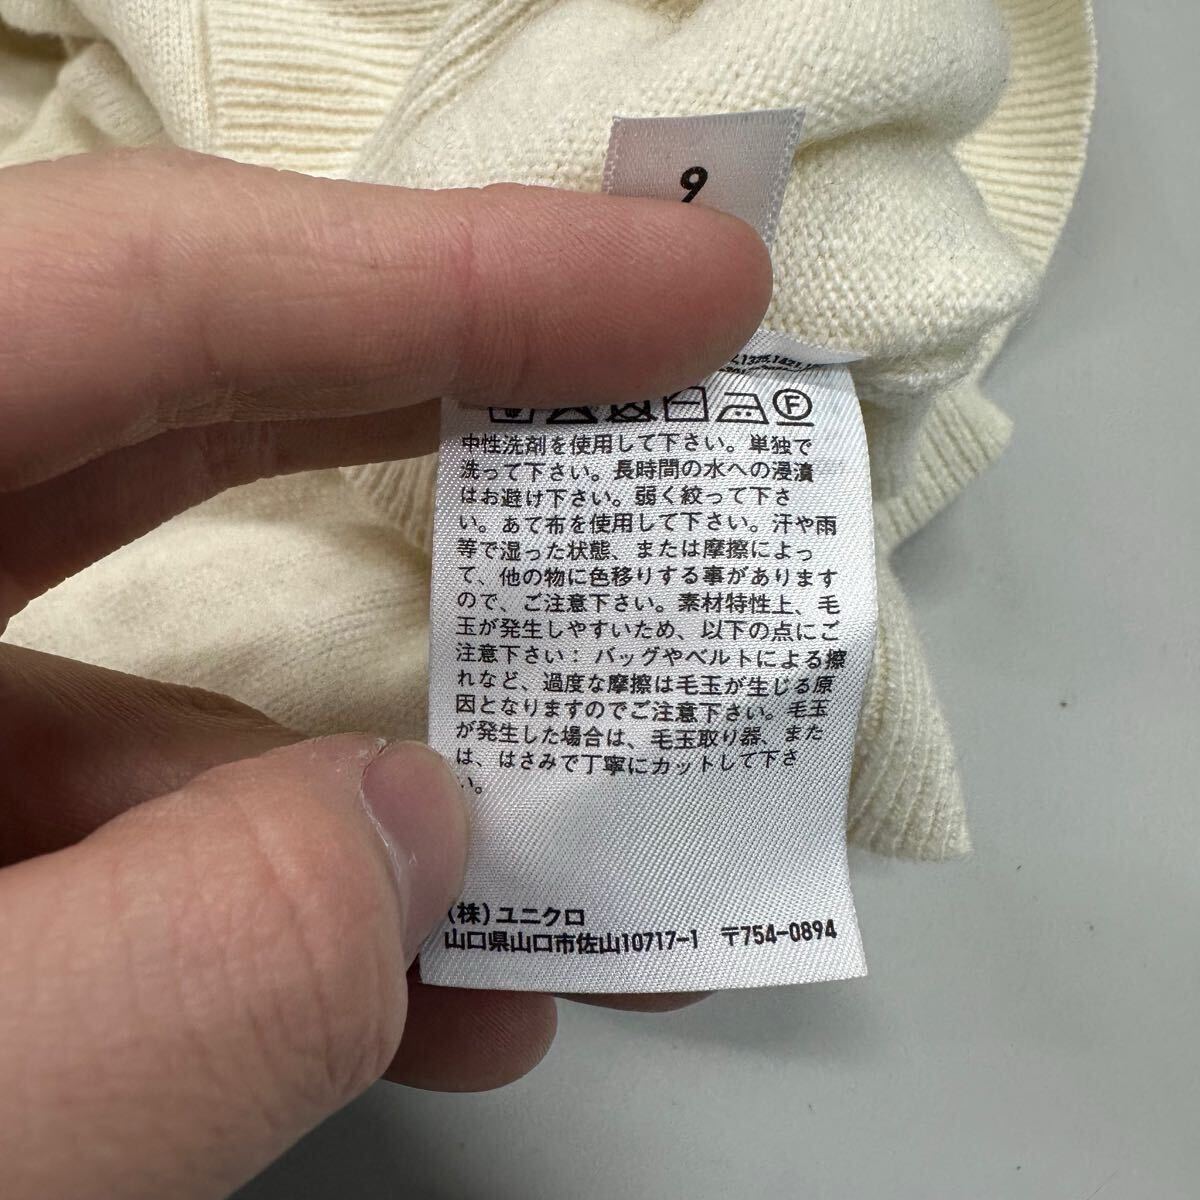 9
中性洗剤を使用して下さい。単独で
洗って下さい。長時間の水への浸漬
はお避け下さい。弱く絞って下さ
い。あて布を使用して下さい。汗や雨
等で湿った状態、または摩擦によっ
て、他の物に色移りする事があります
ので、ご注意下さい。素材特性上、毛
玉が発生しやすいため、以下の点にご
注意下さい：バッグやベルトによる擦
れなど、過度な摩擦は毛玉が生じる原
因となりますのでご注意下さい。毛玉
が発生した場合は、毛玉取り器、また
は、はさみで丁寧にカットして下さ
い。
(株)ユニクロ
山口県山口市佐山10717-1 〒754-0894